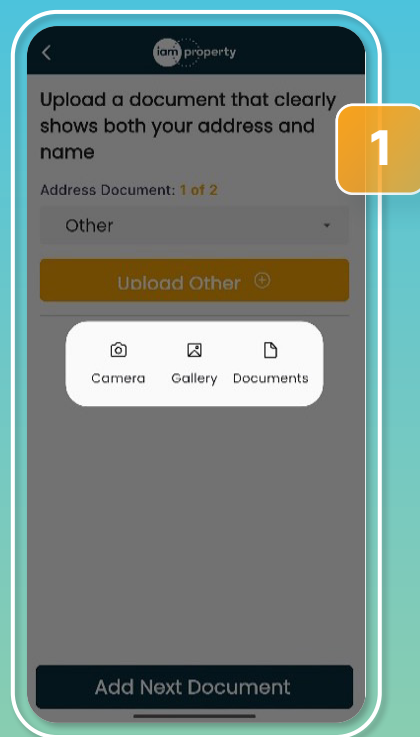 iam property
Upload a document that clearly
shows both your address and
name
1
Address Document: 1 of 2
Other
Upload Other
Camera Gallery Documents
Add Next Document